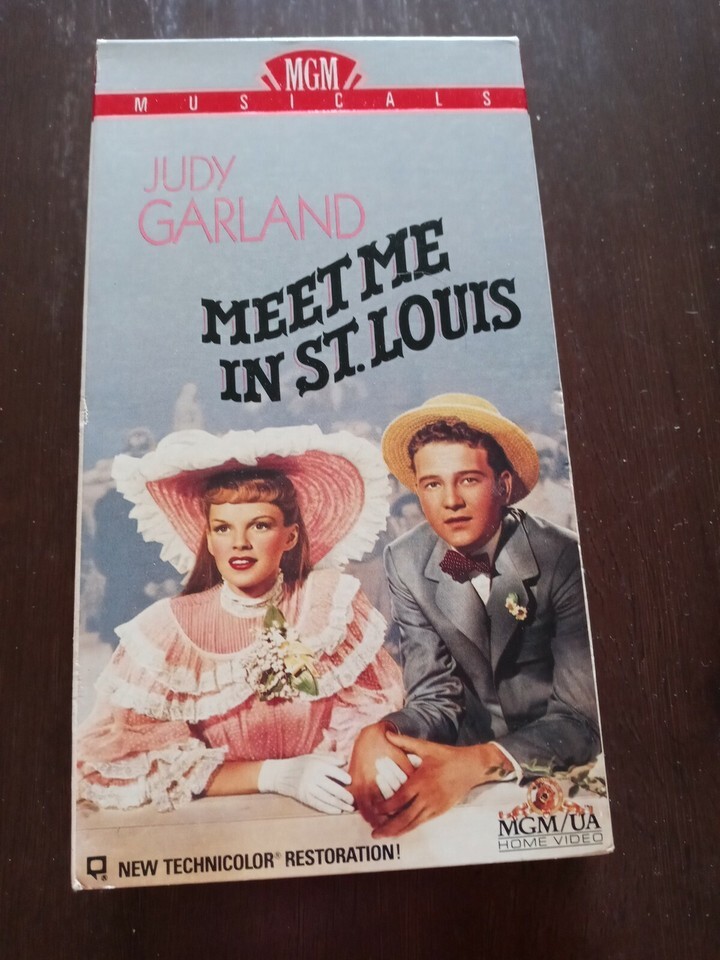 MGM
MUSICALS
JUDY
GARLAND
MEET ME
IN ST. LOUIS
MGM/UA
HOME VIDEO
® NEW TECHNICOLOR® RESTORATION!